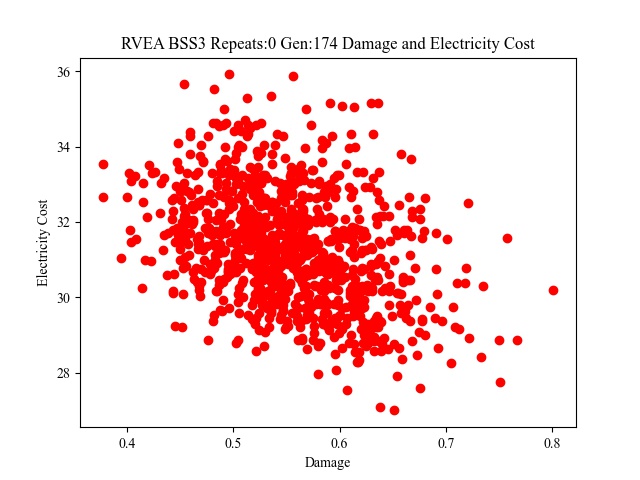 RVEA BSS3 Repeats:0 Gen:174 Damage and Electricity Cost
36
34
32
30
28
Electricity Cost
0.4 0.5 0.6 0.7 0.8
Damage